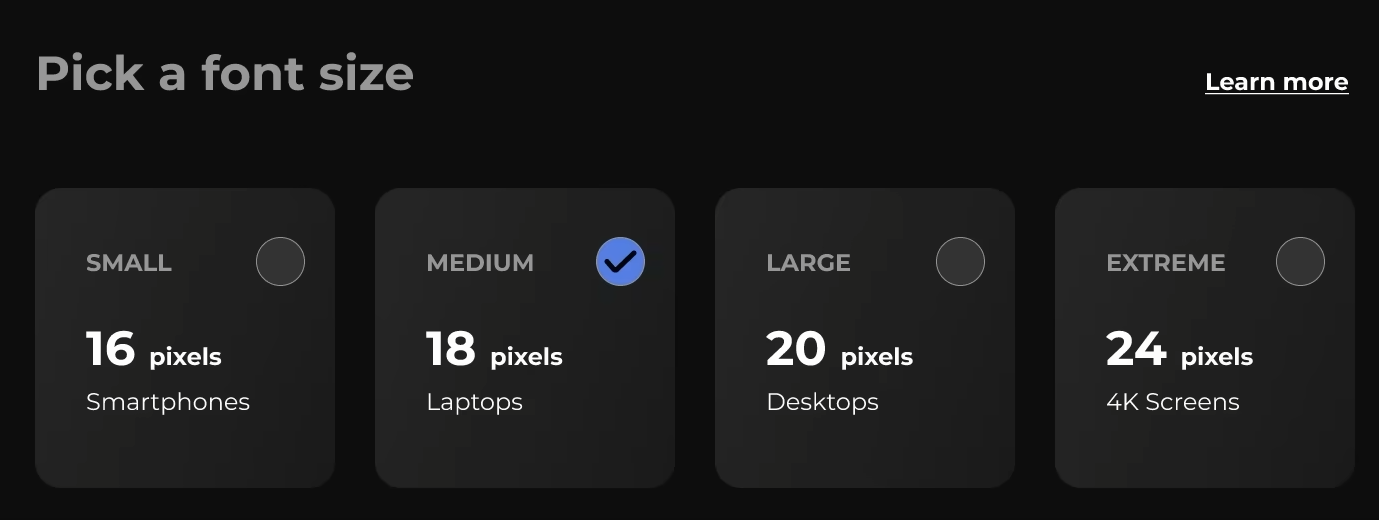 Pick a font size
Learn more
SMALL
16 pixels
Smartphones
MEDIUM
18 pixels
Laptops
LARGE
20 pixels
Desktops
EXTREME
24 pixels
4K Screens